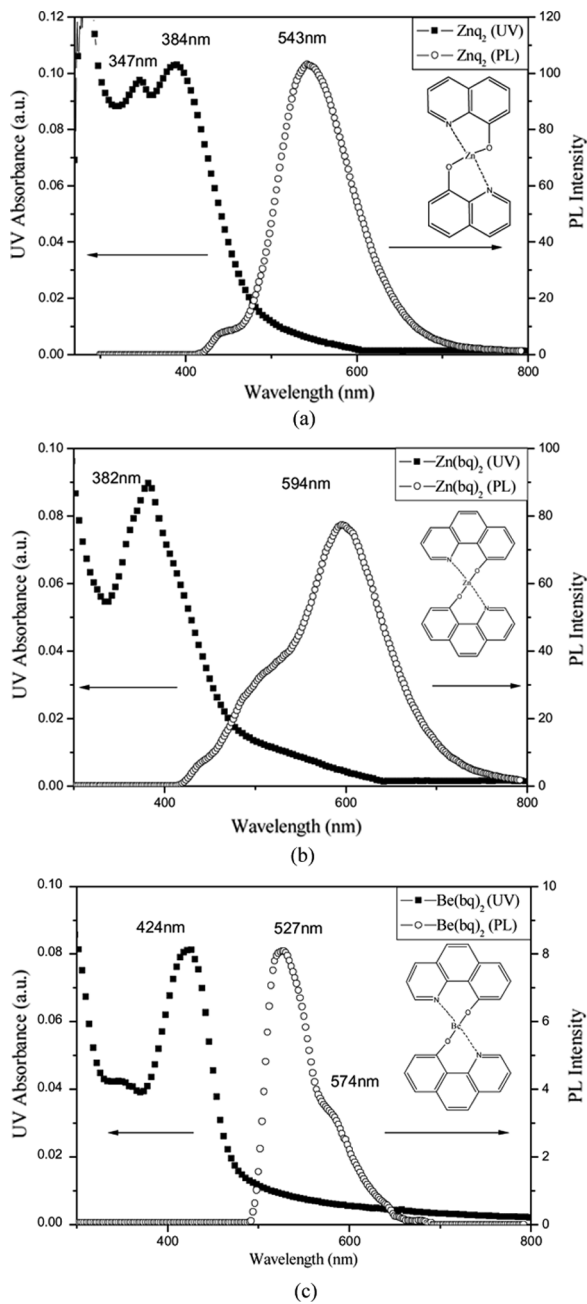 347nm
384nm
543nm
Znq₂ (UV)
Znq₂ (PL)
UV Absorbance (a.u.)
0.12
0.10
0.08
0.06
0.04
0.02
0.00
PL Intensity
120
100
80
60
40
20
0
N
O
Zn
O
N
400
600
800
Wavelength (nm)
(a)
382nm
594nm
Zn(bq)₂ (UV)
Zn(bq)₂ (PL)
UV Absorbance (a.u.)
0.10
0.08
0.06
0.04
0.02
0.00
PL Intensity
100
80
60
40
20
0
N
O
Zn
O
N
400
600
800
Wavelength (nm)
(b)
424nm
527nm
574nm
Be(bq)₂ (UV)
Be(bq)₂ (PL)
UV Absorbance (a.u.)
0.10
0.08
0.06
0.04
0.02
0.00
PL Intensity
10
8
6
4
2
0
N
O
Be
O
N
400
600
800
Wavelength (nm)
(c)